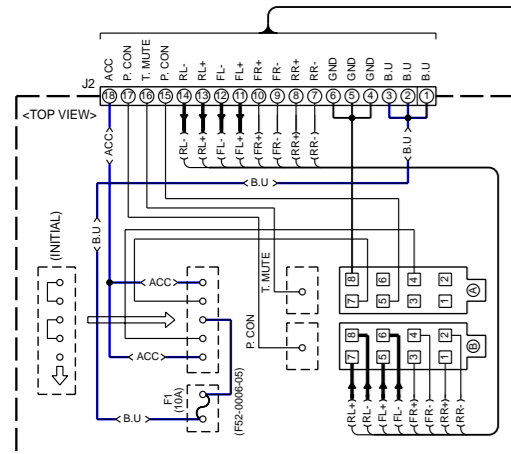 ACC P. CON T. MUTE P. CON RL- RL+ FL- FL+ FR+ FR- RR+ RR- GND GND GND B.U B.U B.U
J2
18 17 16 15 14 13 12 11 10 9 8 7 6 5 4 3 2 1
<TOP VIEW>
ACC RL- RL+ FL- FL+ FR+ FR- RR+ RR- B.U
B.U
B.U
(INITIAL)
ACC
T. MUTE
8 6 4 2
7 5 3 1
A
P. CON
ACC
8 6 4 2
7 5 3 1
B
F1
(10A)
(F52-0006-05)
B.U
RL+ RL- FL+ FL- FR+ FR- RR+ RR-